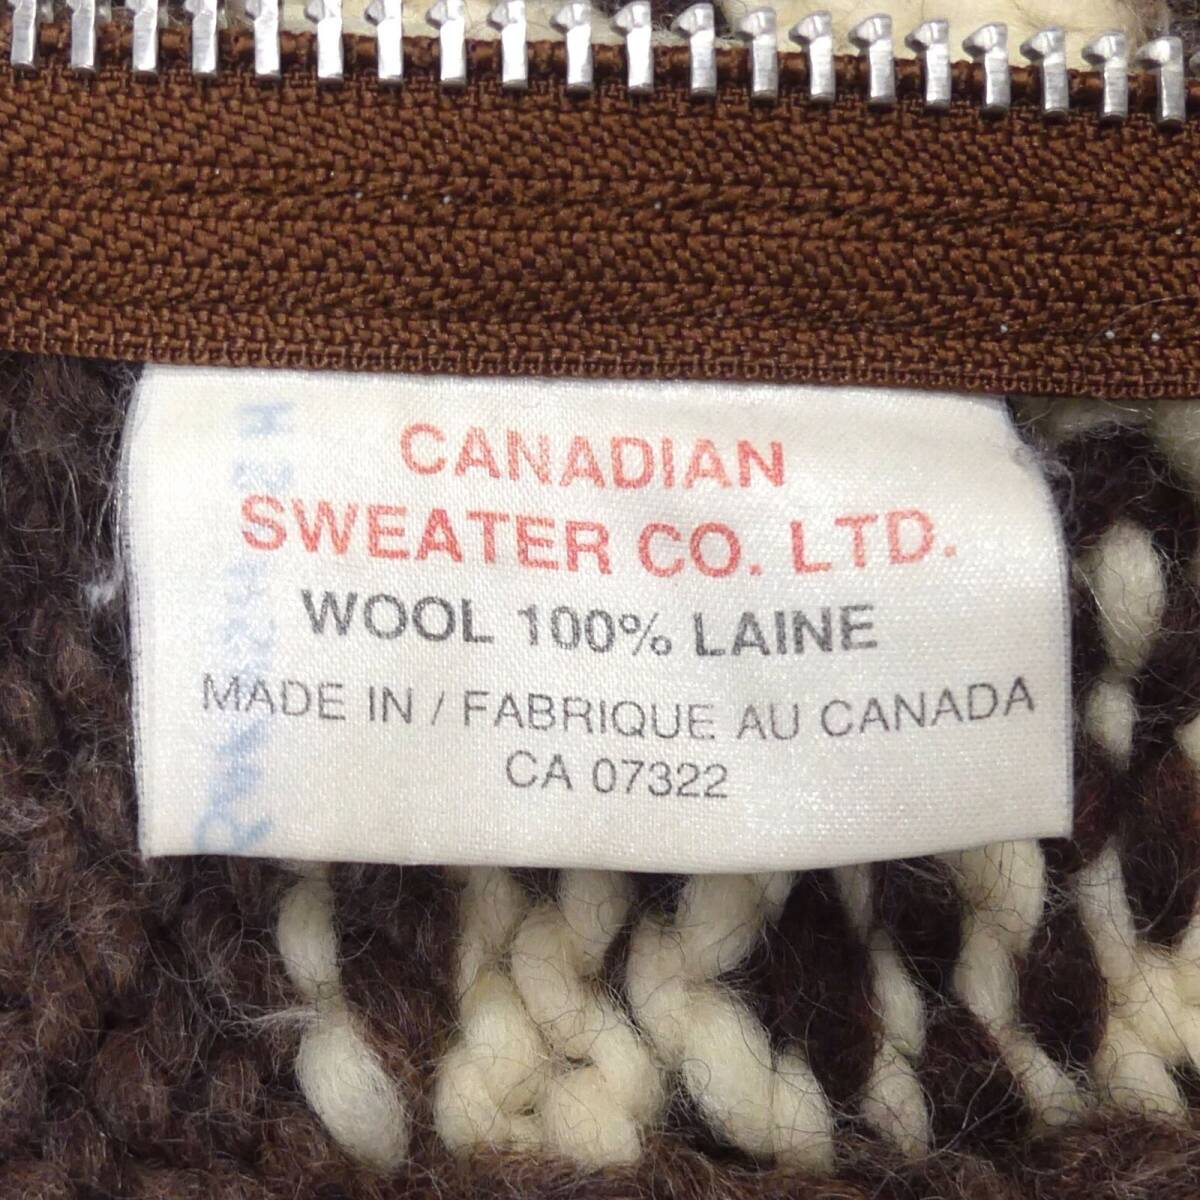 CANADIAN
SWEATER CO. LTD.
WOOL 100% LAINE
MADE IN / FABRIQUE AU CANADA
CA 07322